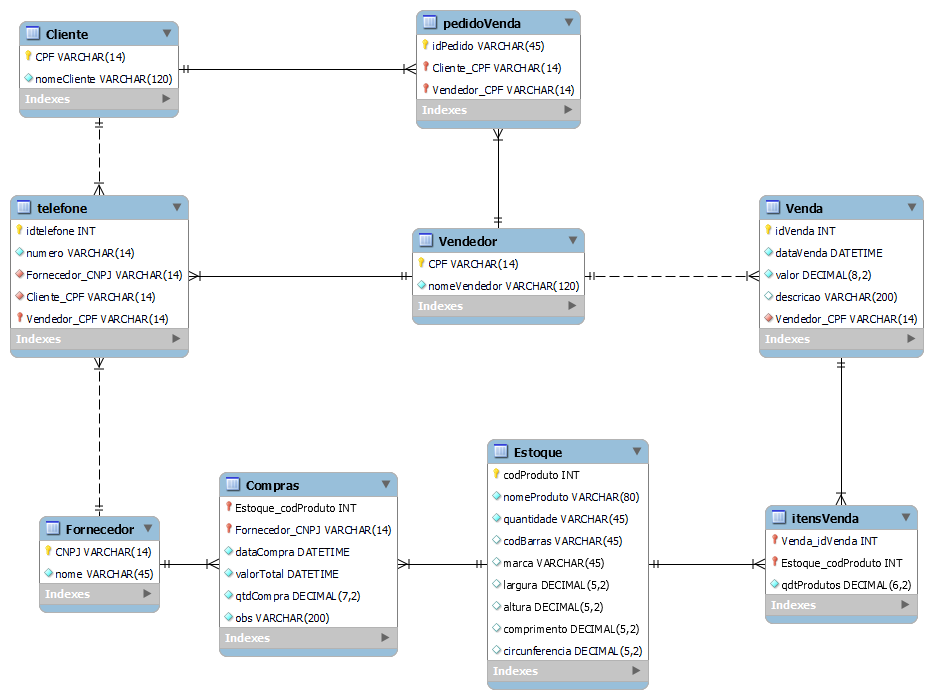 Cliente
CPF VARCHAR(14)
nomeCliente VARCHAR(120)
Indexes
pedidoVenda
idPedido VARCHAR(45)
Cliente_CPF VARCHAR(14)
Vendedor_CPF VARCHAR(14)
Indexes
telefone
idtelefone INT
numero VARCHAR(14)
Fornecedor_CNPJ VARCHAR(14)
Cliente_CPF VARCHAR(14)
Vendedor_CPF VARCHAR(14)
Indexes
Vendedor
CPF VARCHAR(14)
nomeVendedor VARCHAR(120)
Indexes
Venda
idVenda INT
dataVenda DATETIME
valor DECIMAL(8,2)
descricao VARCHAR(200)
Vendedor_CPF VARCHAR(14)
Indexes
Fornecedor
CNPJ VARCHAR(14)
nome VARCHAR(45)
Indexes
Compras
Estoque_codProduto INT
Fornecedor_CNPJ VARCHAR(14)
dataCompra DATETIME
valorTotal DATETIME
qtdCompra DECIMAL(7,2)
obs VARCHAR(200)
Indexes
Estoque
codProduto INT
nomeProduto VARCHAR(80)
quantidade VARCHAR(45)
codBarras VARCHAR(45)
marca VARCHAR(45)
largura DECIMAL(5,2)
altura DECIMAL(5,2)
comprimento DECIMAL(5,2)
circunferencia DECIMAL(5,2)
Indexes
itensVenda
Venda_idVenda INT
Estoque_codProduto INT
qdtProdutos DECIMAL(6,2)
Indexes